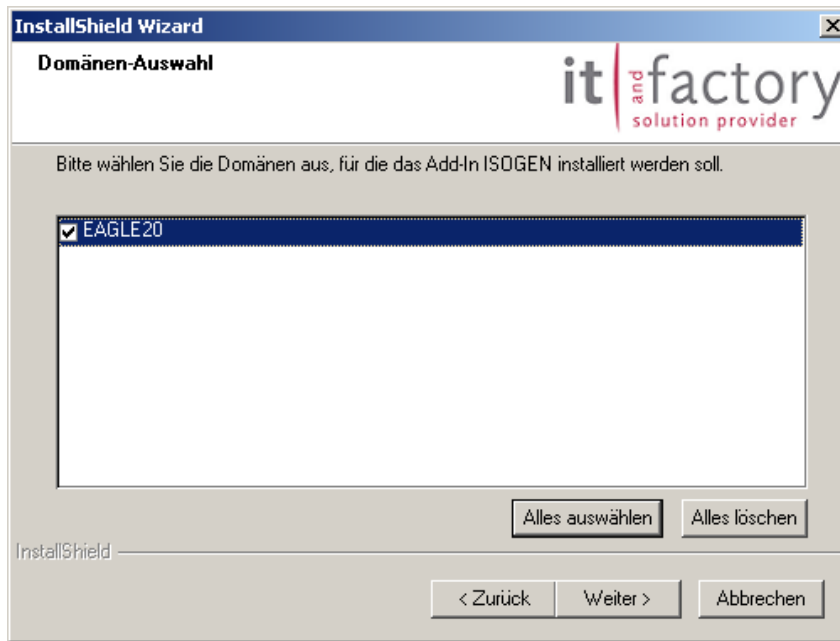 InstallShield Wizard
Domänen-Auswahl
it and factory
solution provider
Bitte wählen Sie die Domänen aus, für die das Add-In ISOGEN installiert werden soll.
EAGLE20
Alles auswählen
Alles löschen
InstallShield
< Zurück
Weiter >
Abbrechen